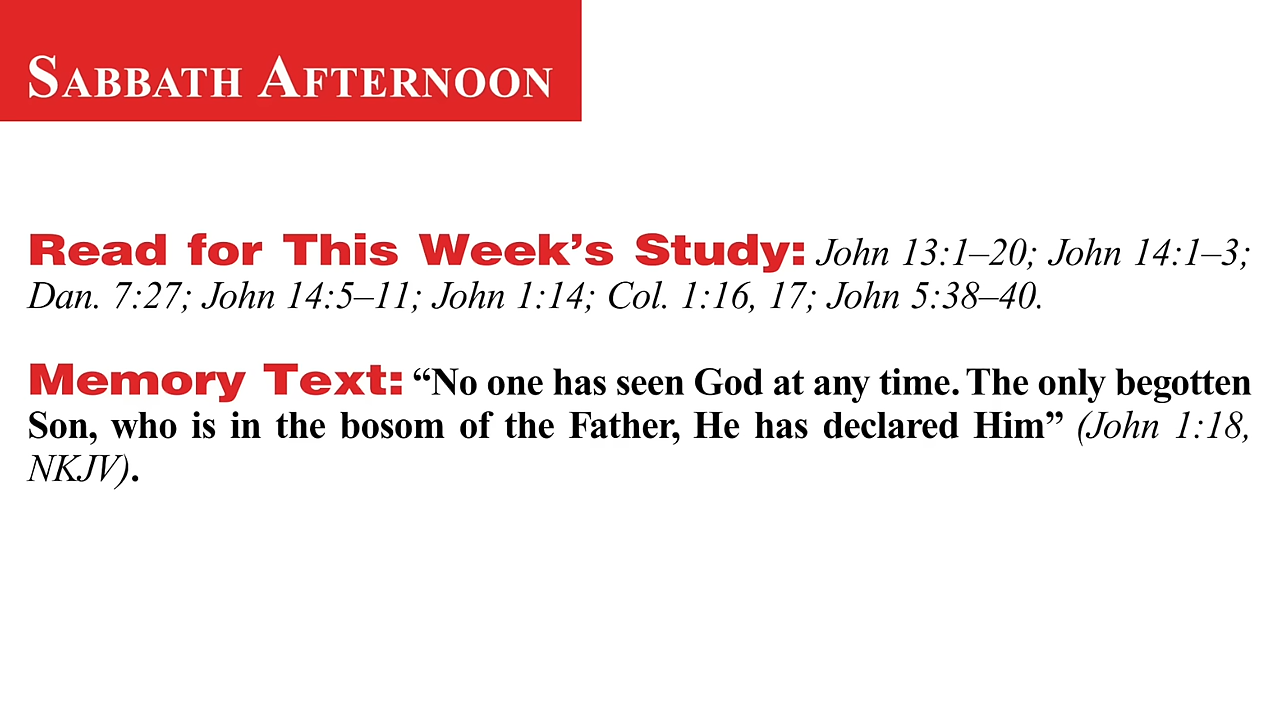 SABBATH AFTERNOON
Read for This Week’s Study: John 13:1–20; John 14:1–3;
Dan. 7:27; John 14:5–11; John 1:14; Col. 1:16, 17; John 5:38–40.
Memory Text: “No one has seen God at any time. The only begotten
Son, who is in the bosom of the Father, He has declared Him” (John 1:18,
NKJV).